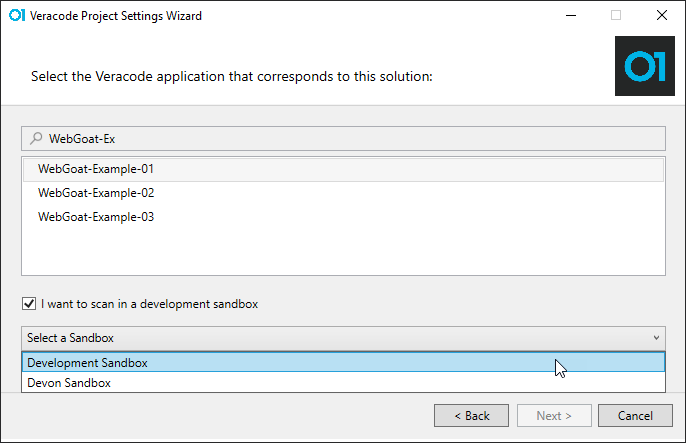 01 Veracode Project Settings Wizard
Select the Veracode application that corresponds to this solution:
01
WebGoat-Ex
WebGoat-Example-01
WebGoat-Example-02
WebGoat-Example-03
I want to scan in a development sandbox
Select a Sandbox
Development Sandbox
Devon Sandbox
< Back Next > Cancel